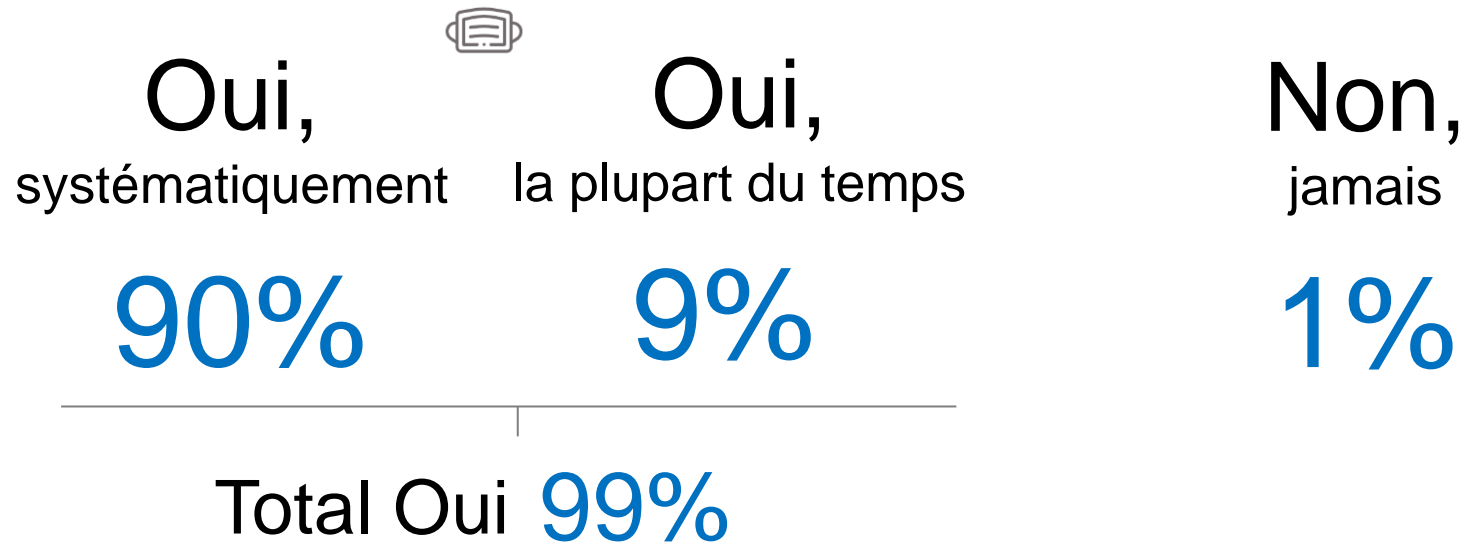 Oui,
systématiquement
90%
Oui,
la plupart du temps
9%
Non,
jamais
1%
Total Oui 99%